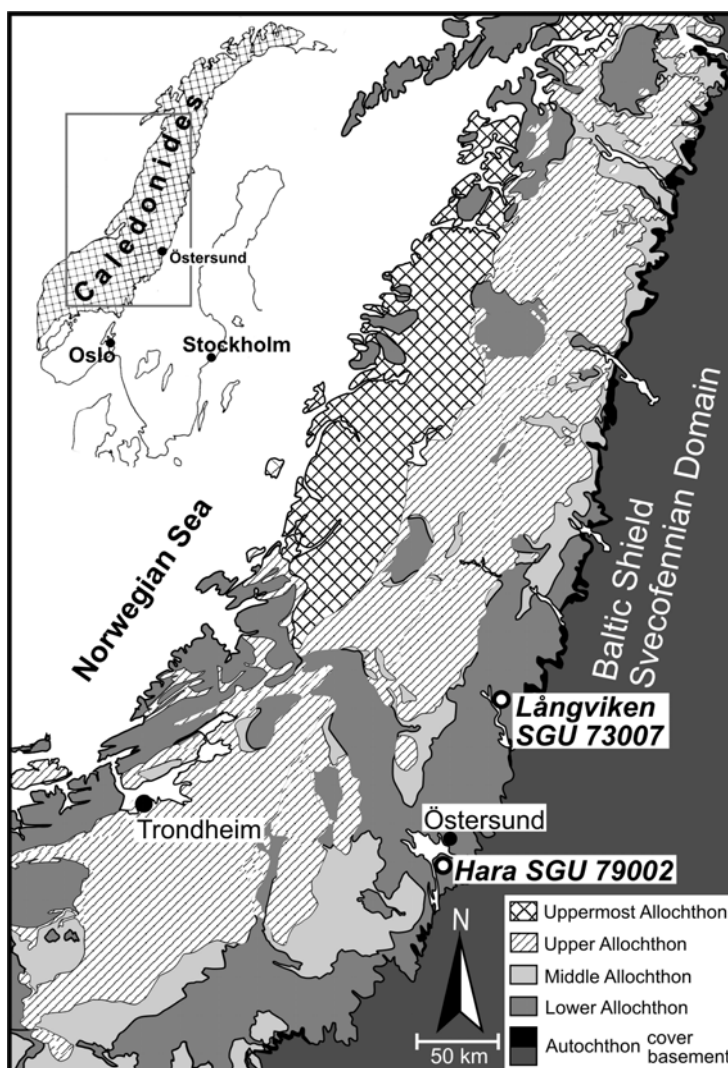 Caledonides
Östersund
Oslo
Stockholm
Norwegian Sea
Baltic Shield
Svecofennian Domain
Långviken
SGU 73007
Trondheim
Östersund
Hara SGU 79002
N
50 km
Uppermost Allochthon
Upper Allochthon
Middle Allochthon
Lower Allochthon
Autochthon cover
basement